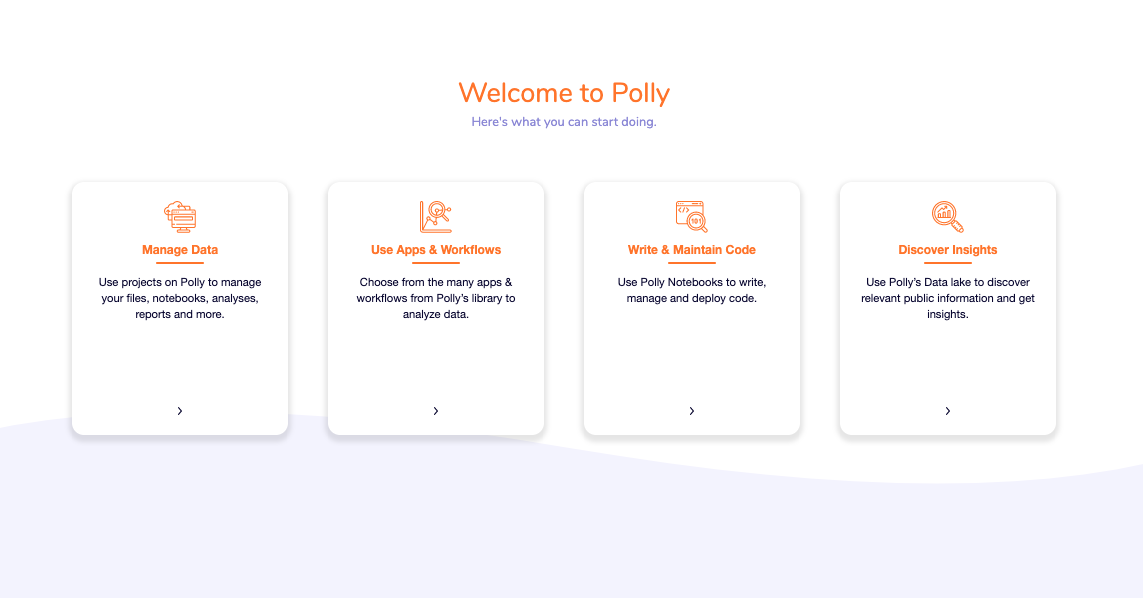 Welcome to Polly
Here's what you can start doing.
Manage Data
Use projects on Polly to manage
your files, notebooks, analyses,
reports and more.
Use Apps & Workflows
Choose from the many apps &
workflows from Polly's library to
analyze data.
101
Write & Maintain Code
Use Polly Notebooks to write,
manage and deploy code.
Discover Insights
Use Polly's Data lake to discover
relevant public information and get
insights.